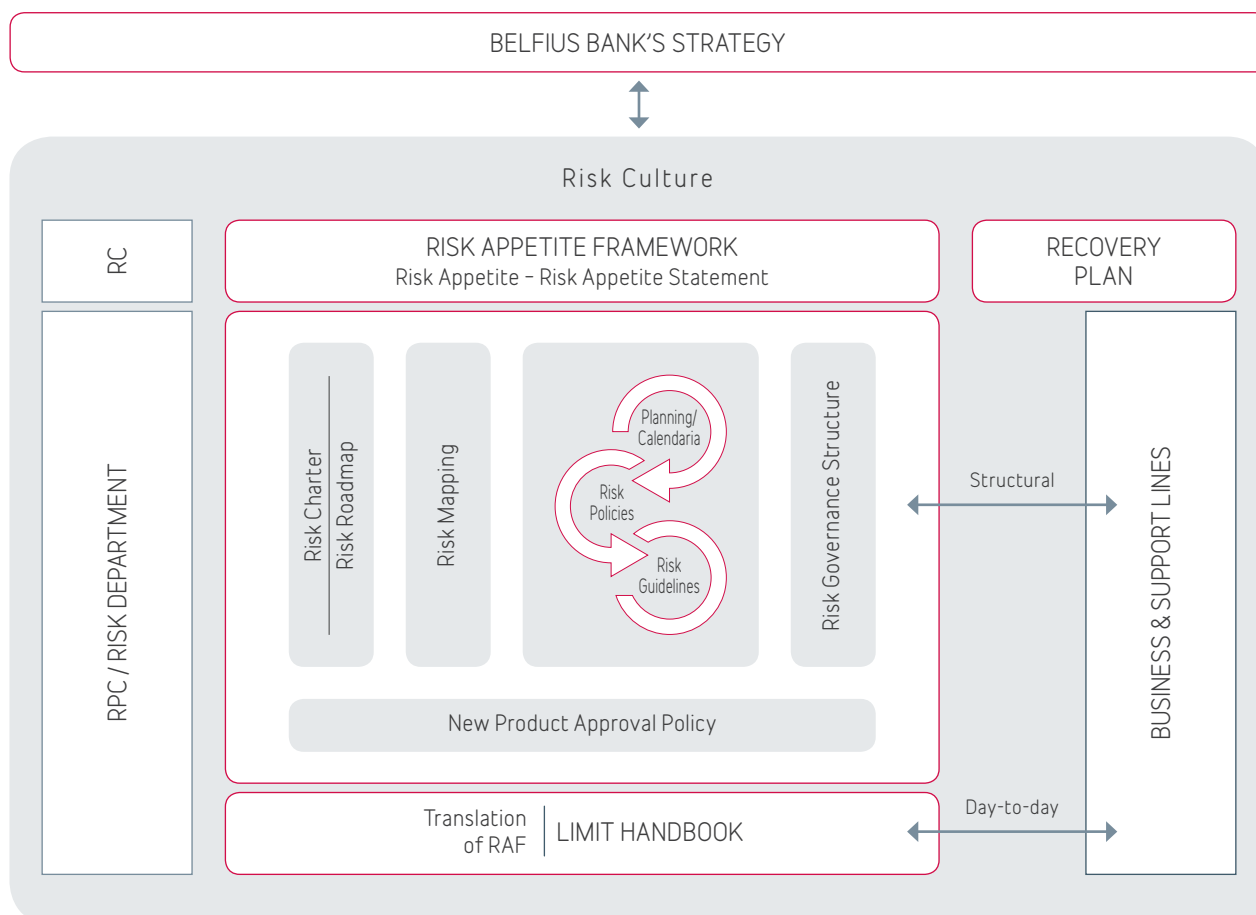 BELFIUS BANK’S STRATEGY
Risk Culture
RC
RISK APPETITE FRAMEWORK
Risk Appetite – Risk Appetite Statement
RECOVERY
PLAN
RPC / RISK DEPARTMENT
Risk Charter
Risk Roadmap
Risk Mapping
Planning/
Calendaria
Risk
Policies
Risk
Guidelines
Risk Governance Structure
Structural
BUSINESS & SUPPORT LINES
New Product Approval Policy
Translation
of RAF
LIMIT HANDBOOK
Day-to-day